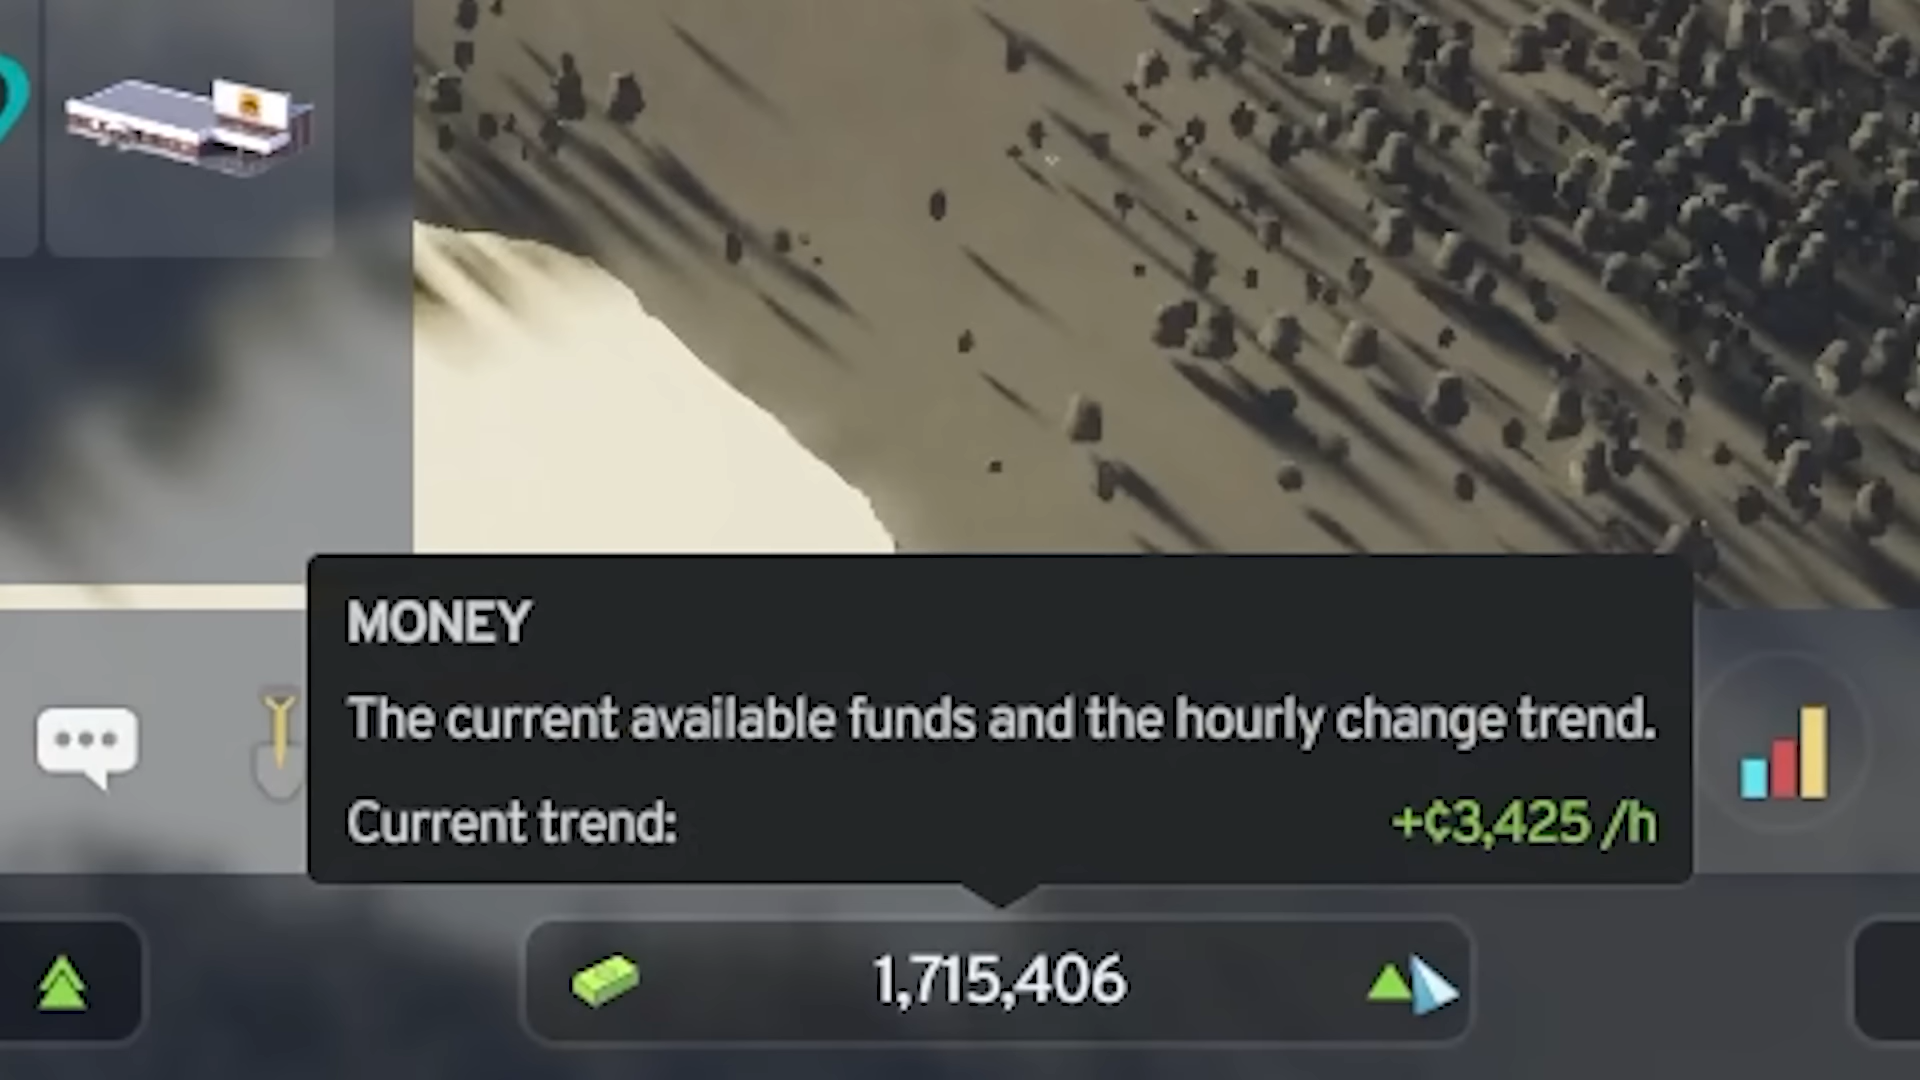 MONEY
The current available funds and the hourly change trend.
Current trend: +₵3,425 /h
1,715,406